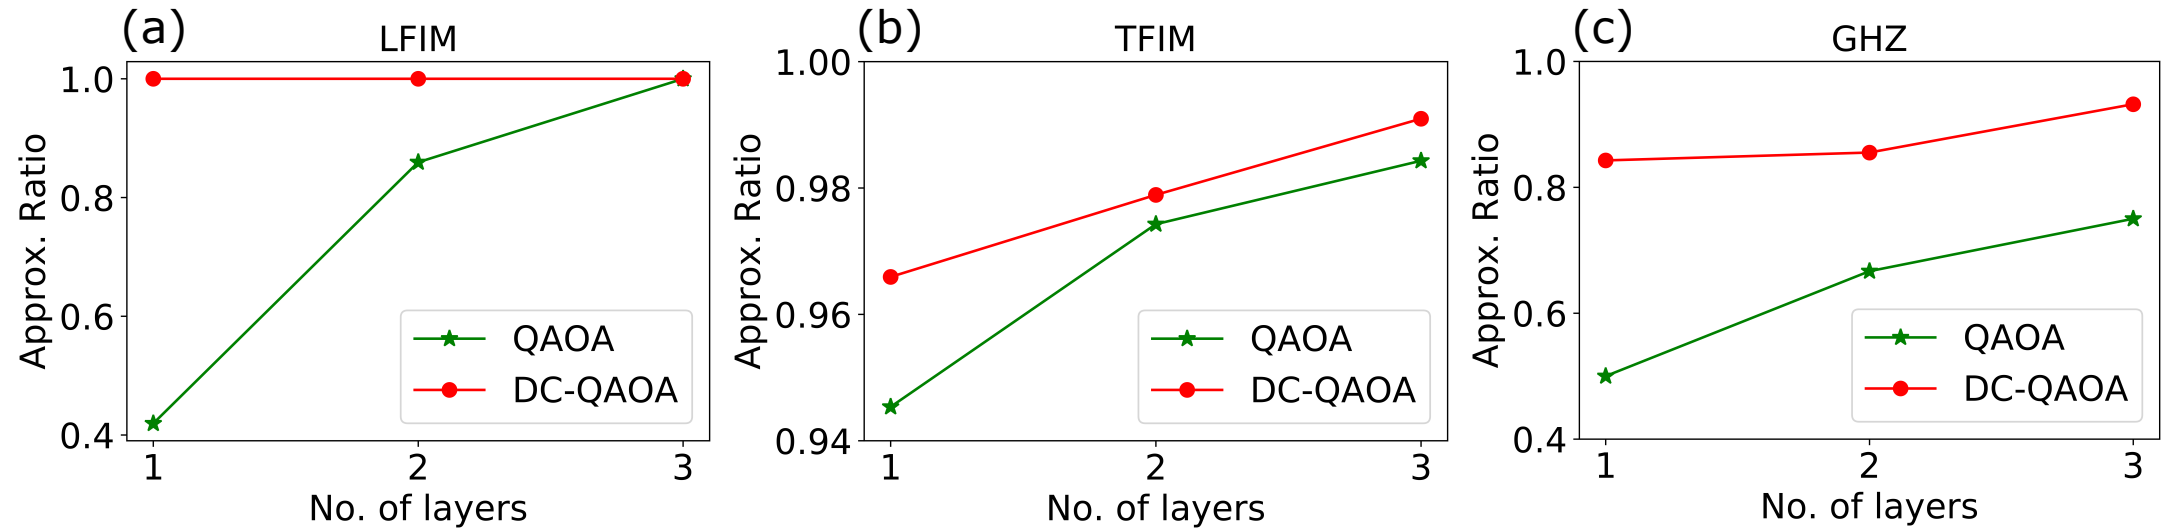 (a)
LFIM
Approx. Ratio
1.0
0.8
0.6
0.4
1 2 3
No. of layers
QAOA
DC-QAOA
(b)
TFIM
Approx. Ratio
1.00
0.98
0.96
0.94
1 2 3
No. of layers
QAOA
DC-QAOA
(c)
GHZ
Approx. Ratio
1.0
0.8
0.6
0.4
1 2 3
No. of layers
QAOA
DC-QAOA